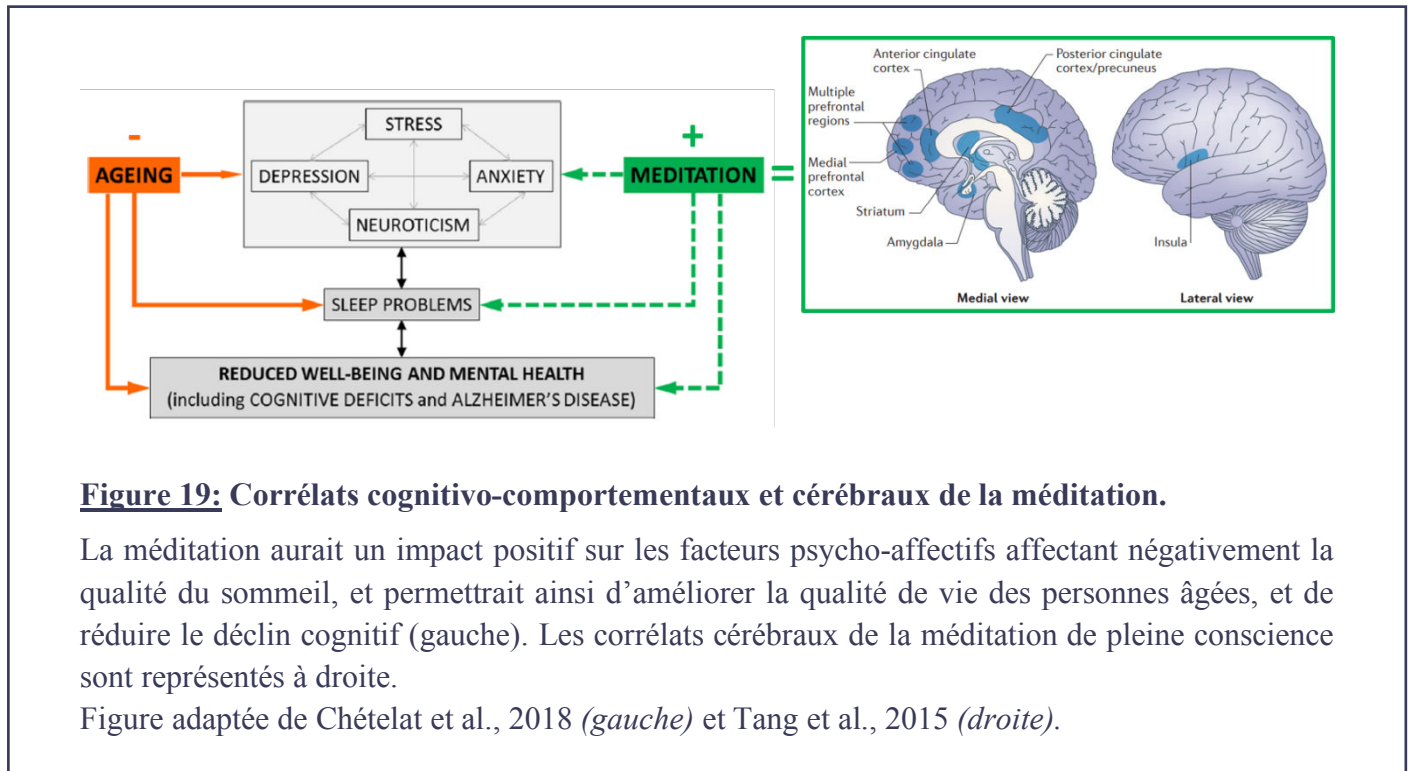 -
AGEING
STRESS
DEPRESSION
ANXIETY
NEUROTICISM
SLEEP PROBLEMS
REDUCED WELL-BEING AND MENTAL HEALTH
(including COGNITIVE DEFICITS and ALZHEIMER'S DISEASE)
+
MEDITATION
=
Anterior cingulate
cortex
Posterior cingulate
cortex/precuneus
Multiple
prefrontal
regions
Medial
prefrontal
cortex
Striatum
Amygdala
Insula
Medial view
Lateral view
Figure 19: Corrélats cognitivo-comportementaux et cérébraux de la méditation.
La méditation aurait un impact positif sur les facteurs psycho-affectifs affectant négativement la
qualité du sommeil, et permettrait ainsi d’améliorer la qualité de vie des personnes âgées, et de
réduire le déclin cognitif (gauche). Les corrélats cérébraux de la méditation de pleine conscience
sont représentés à droite.
Figure adaptée de Chételat et al., 2018 (gauche) et Tang et al., 2015 (droite).